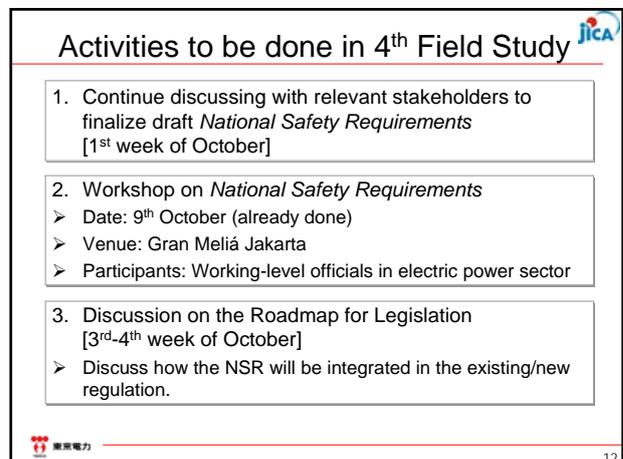 Activities to be done in 4th Field Study
jICA
1. Continue discussing with relevant stakeholders to
finalize draft National Safety Requirements
[1st week of October]
2. Workshop on National Safety Requirements
➢ Date: 9th October (already done)
➢ Venue: Gran Meliá Jakarta
➢ Participants: Working-level officials in electric power sector
3. Discussion on the Roadmap for Legislation
[3rd-4th week of October]
➢ Discuss how the NSR will be integrated in the existing/new
regulation.
東京電力
12